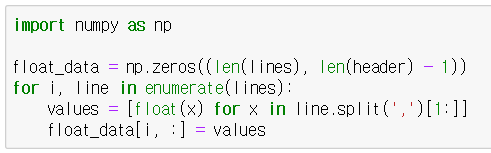 import numpy as np
float_data = np.zeros((len(lines), len(header) - 1))
for i, line in enumerate(lines):
    values = [float(x) for x in line.split(',')[1:]]
    float_data[i, :] = values